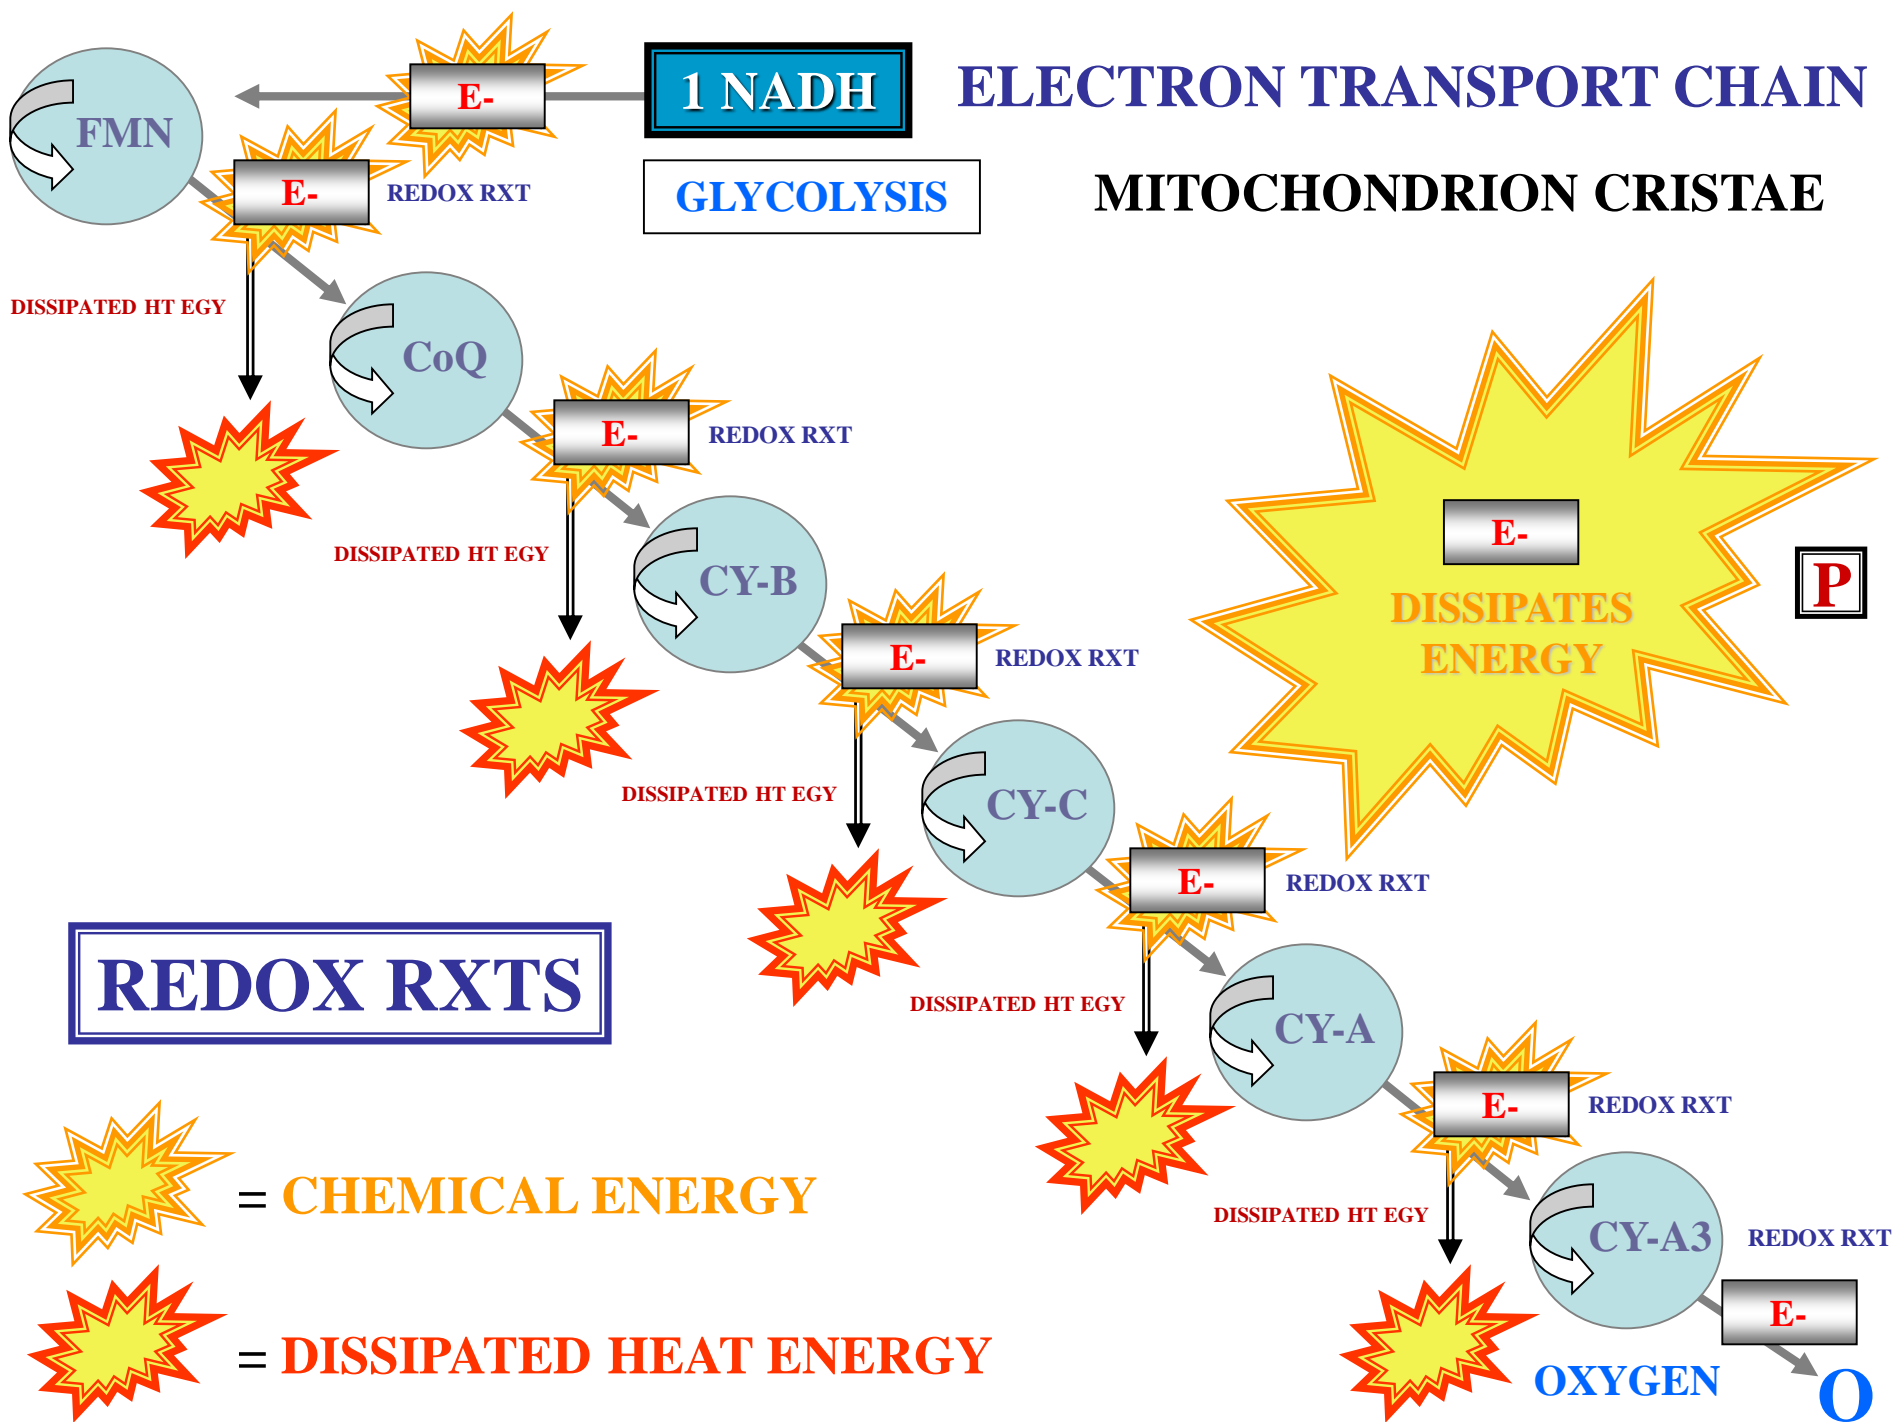 E-
1 NADH
ELECTRON TRANSPORT CHAIN
FMN
E-
REDOX RXT
GLYCOLYSIS
MITOCHONDRION CRISTAE
DISSIPATED HT EGY
CoQ
E-
REDOX RXT
DISSIPATED HT EGY
CY-B
E-
REDOX RXT
E-
DISSIPATES
ENERGY
P
DISSIPATED HT EGY
CY-C
E-
REDOX RXT
REDOX RXTS
DISSIPATED HT EGY
CY-A
E-
REDOX RXT
= CHEMICAL ENERGY
DISSIPATED HT EGY
CY-A3
REDOX RXT
E-
= DISSIPATED HEAT ENERGY
OXYGEN
O